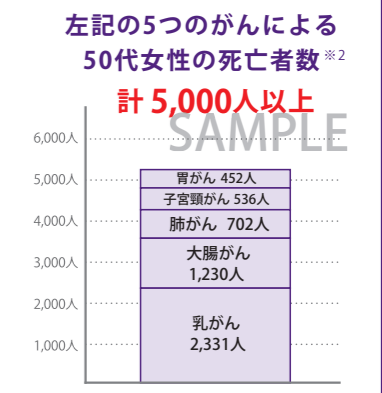 左記の5つのがんによる
50代女性の死亡者数※2
計 5,000人以上
SAMPLE
6,000人
5,000人
4,000人
3,000人
2,000人
1,000人
胃がん 452人
子宮頸がん 536人
肺がん 702人
大腸がん
1,230人
乳がん
2,331人